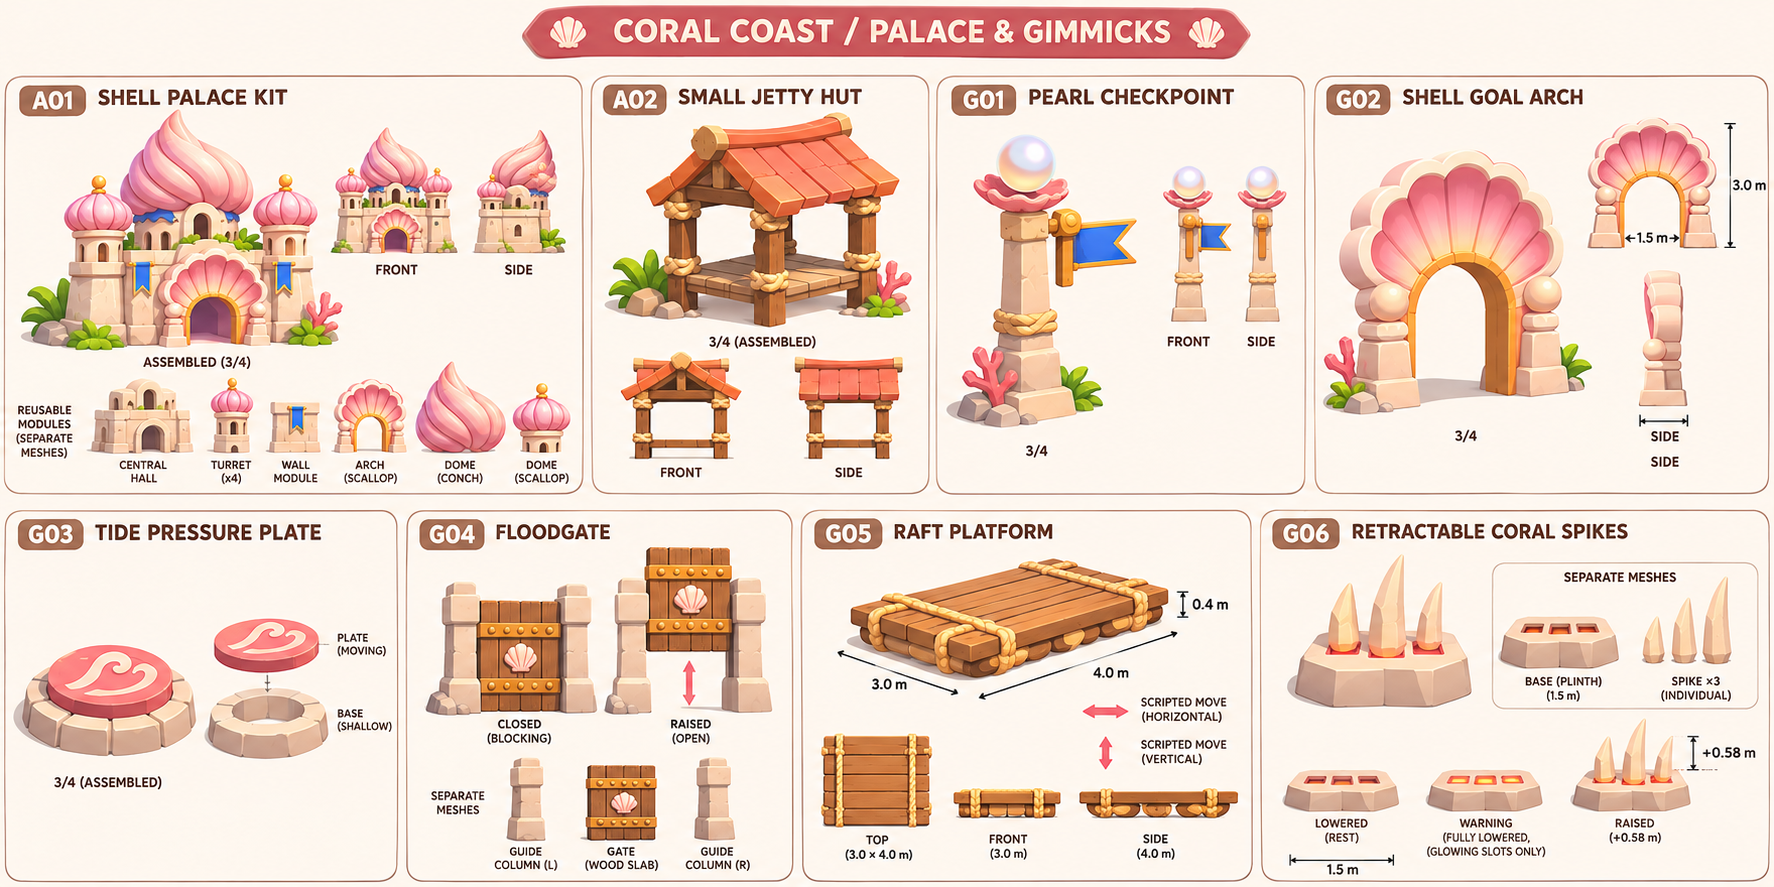 CORAL COAST / PALACE & GIMMICKS
A01 SHELL PALACE KIT
FRONT
SIDE
ASSEMBLED (3/4)
REUSABLE
MODULES
(SEPARATE
MESHES)
CENTRAL
HALL
TURRET
(x4)
WALL
MODULE
ARCH
(SCALLOP)
DOME
(CONCH)
DOME
(SCALLOP)
A02 SMALL JETTY HUT
3/4 (ASSEMBLED)
FRONT
SIDE
G01 PEARL CHECKPOINT
FRONT
SIDE
3/4
G02 SHELL GOAL ARCH
3.0 m
1.5 m
3/4
SIDE
SIDE
G03 TIDE PRESSURE PLATE
PLATE
(MOVING)
BASE
(SHALLOW)
3/4 (ASSEMBLED)
G04 FLOODGATE
CLOSED
(BLOCKING)
RAISED
(OPEN)
SEPARATE
MESHES
GUIDE
COLUMN (L)
GATE
(WOOD SLAB)
GUIDE
COLUMN (R)
G05 RAFT PLATFORM
0.4 m
3.0 m
4.0 m
SCRIPTED MOVE
(HORIZONTAL)
SCRIPTED MOVE
(VERTICAL)
TOP
(3.0 × 4.0 m)
FRONT
(3.0 m)
SIDE
(4.0 m)
G06 RETRACTABLE CORAL SPIKES
SEPARATE MESHES
BASE (PLINTH)
(1.5 m)
SPIKE ×3
(INDIVIDUAL)
+0.58 m
LOWERED
(REST)
1.5 m
WARNING
(FULLY LOWERED,
(GLOWING SLOTS ONLY)
RAISED
(+0.58 m)